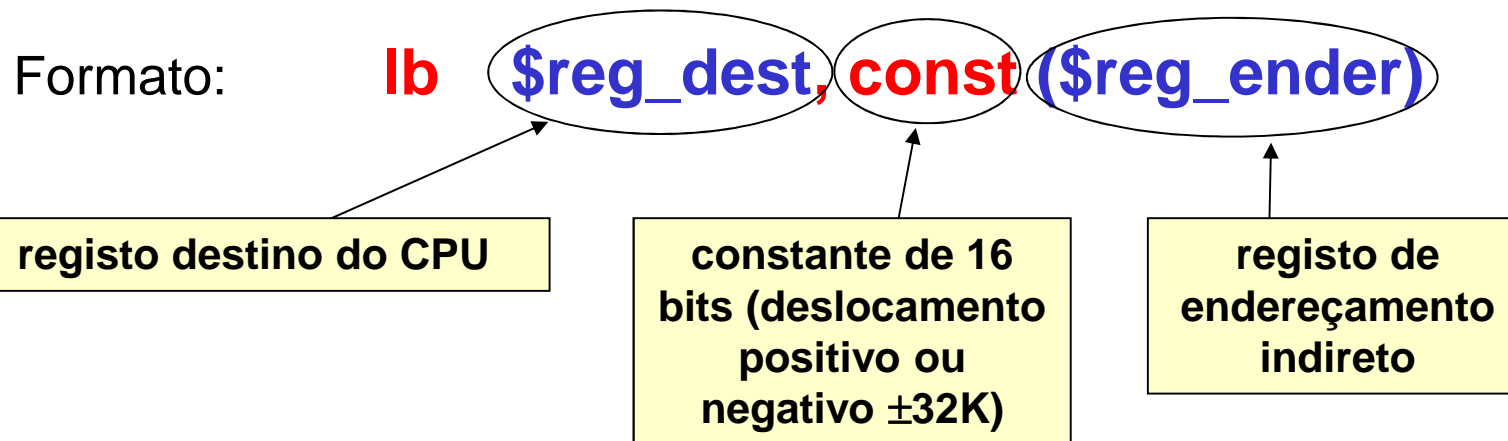 Formato: lb $reg_dest, const ($reg_ender)
registo destino do CPU
constante de 16
bits (deslocamento
positivo ou
negativo ±32K)
registo de
endereçamento
indireto